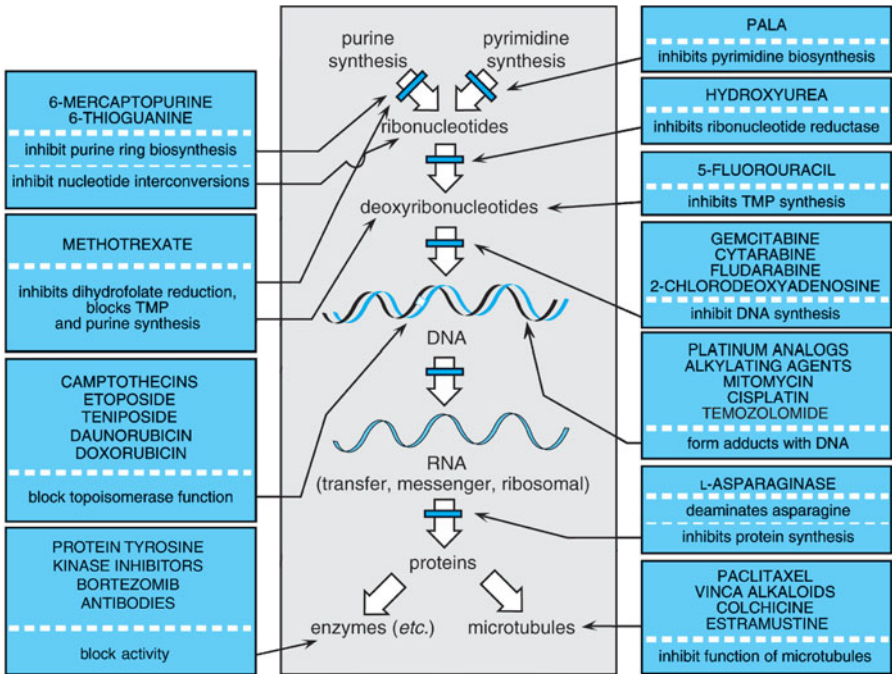 purine
synthesis
pyrimidine
synthesis
ribonucleotides
deoxyribonucleotides
DNA
RNA
(transfer, messenger, ribosomal)
proteins
enzymes (etc.)
microtubules
6-MERCAPTOPURINE
6-THIOGUANINE
inhibit purine ring biosynthesis
inhibit nucleotide interconversions
METHOTREXATE
inhibits dihydrofolate reduction,
blocks TMP
and purine synthesis
CAMPTOTHECINS
ETOPOSIDE
TENIPOSIDE
DAUNORUBICIN
DOXORUBICIN
block topoisomerase function
PROTEIN TYROSINE
KINASE INHIBITORS
BORTEZOMIB
ANTIBODIES
block activity
PALA
inhibits pyrimidine biosynthesis
HYDROXYUREA
inhibits ribonucleotide reductase
5-FLUOROURACIL
inhibits TMP synthesis
GEMCITABINE
CYTARABINE
FLUDARABINE
2-CHLORODEOXYADENOSINE
inhibit DNA synthesis
PLATINUM ANALOGS
ALKYLATING AGENTS
MITOMYCIN
CISPLATIN
TEMOZOLOMIDE
form adducts with DNA
L-ASPARAGINASE
deaminates asparagine
inhibits protein synthesis
PACLITAXEL
VINCA ALKALOIDS
COLCHICINE
ESTRAMUSTINE
inhibit function of microtubules